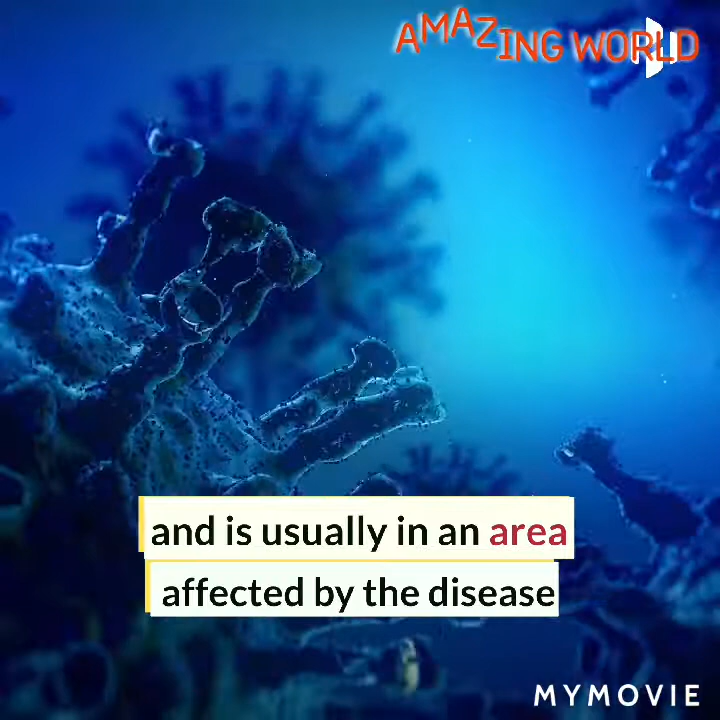 AMAZING WORLD
and is usually in an area
affected by the disease
MYMOVIE